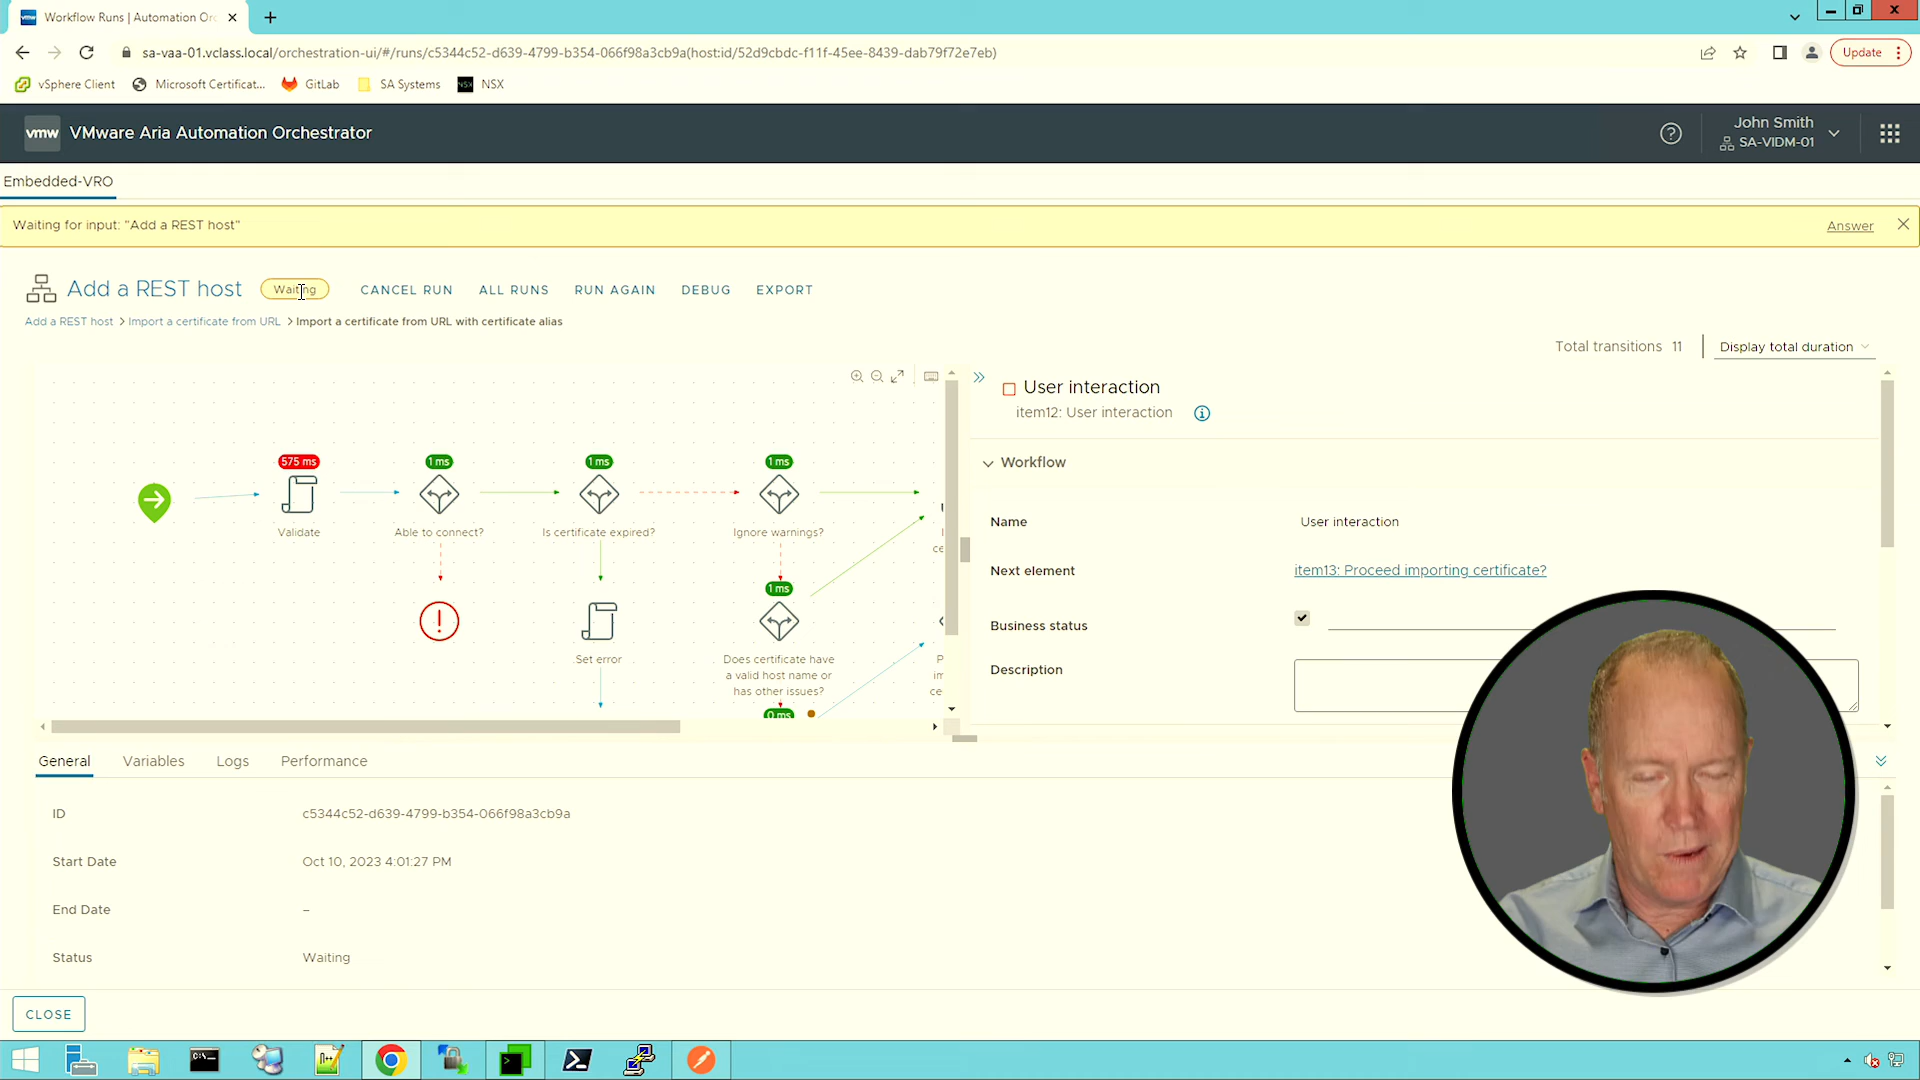 Workflow Runs | Automation Or
sa-vaa-01.vclass.local/orchestration-ui/#/runs/c5344c52-d639-4799-b354-066f98a3cb9a(hostid/52d9cbdc-f11f-45ee-8439-dab79f72e7eb)
Update
vSphere Client
Microsoft Certificat...
GitLab
SA Systems
NSX
NSX
vmw
VMware Aria Automation Orchestrator
John Smith
SA-VIDM-01
Embedded-VRO
Waiting for input: "Add a REST host"
Answer
Add a REST host
Waiting
CANCEL RUN
ALL RUNS
RUN AGAIN
DEBUG
EXPORT
Add a REST host > Import a certificate from URL > Import a certificate from URL with certificate alias
Total transitions 11
Display total duration
User interaction
item12: User interaction
575 ms
1 ms
1 ms
1 ms
Validate
Able to connect?
Is certificate expired?
Ignore warnings?
ce
1 ms
Set error
Does certificate have
a valid host name or
has other issues?
P
im
ce
0 ms
Workflow
Name
User interaction
Next element
item13: Proceed importing certificate?
Business status
Description
General
Variables
Logs
Performance
ID
c5344c52-d639-4799-b354-066f98a3cb9a
Start Date
Oct 10, 2023 4:01:27 PM
End Date
–
Status
Waiting
CLOSE